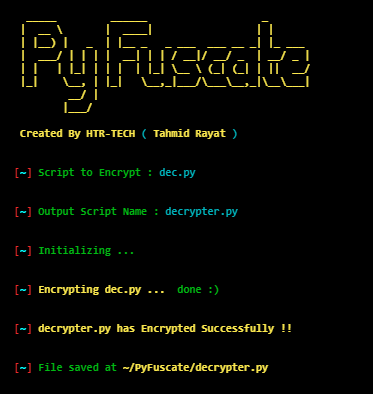 PyFuscate
Created By HTR-TECH ( Tahmid Rayat )
[~] Script to Encrypt : dec.py
[~] Output Script Name : decrypter.py
[~] Initializing ...
[~] Encrypting dec.py ... done :)
[~] decrypter.py has Encrypted Successfully !!
[~] File saved at ~/PyFuscate/decrypter.py